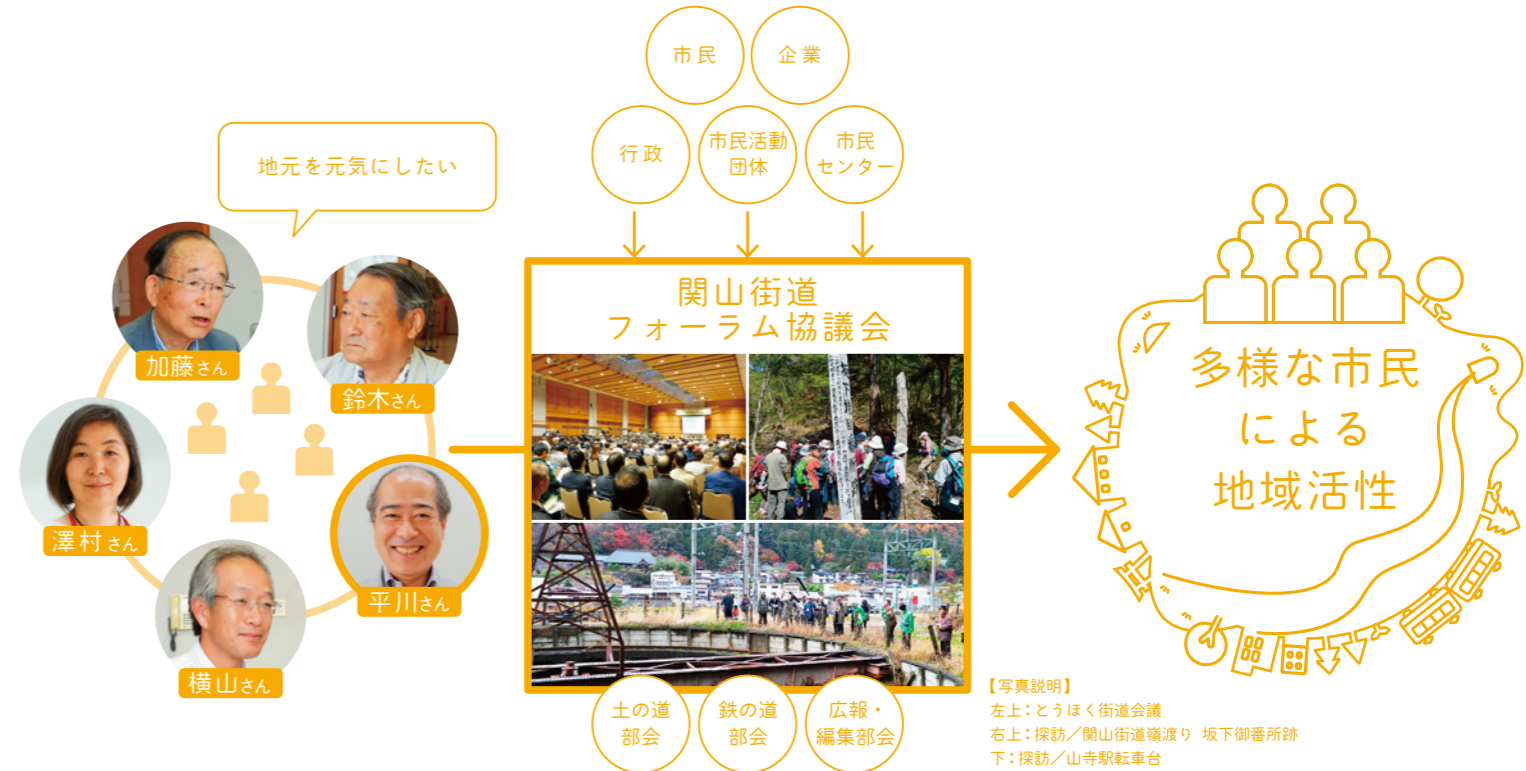 市民
企業
行政
市民活動
団体
市民
センター
地元を元気にしたい
加藤さん
鈴木さん
澤村さん
平川さん
横山さん
関山街道
フォーラム協議会
土の道
部会
鉄の道
部会
広報・
編集部会
多様な市民
による
地域活性
【写真説明】
左上：とうほく街道会議
右上：探訪／関山街道嶺渡り 坂下御番所跡
下：探訪／山寺駅転車台